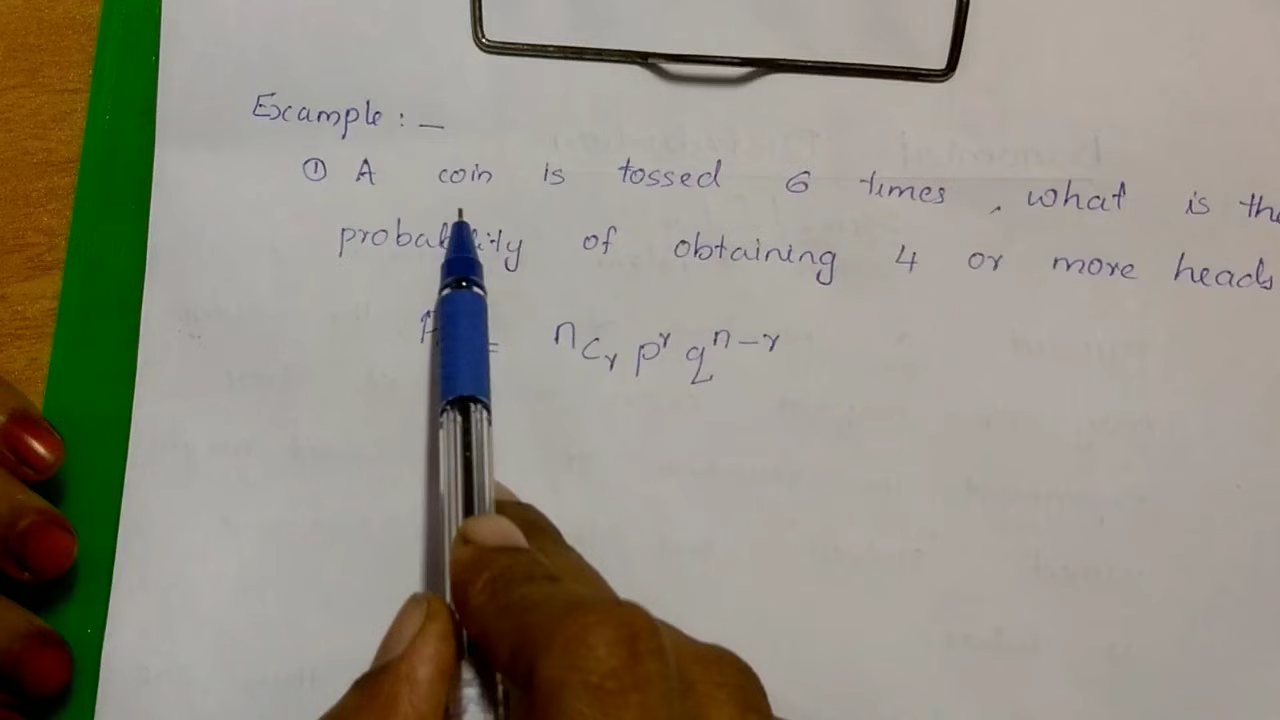 Example : —
① A coin is tossed 6 times, what is the
of obtaining 4 or more heads
= ⁿCᵣ pʳ qⁿ⁻ʳ